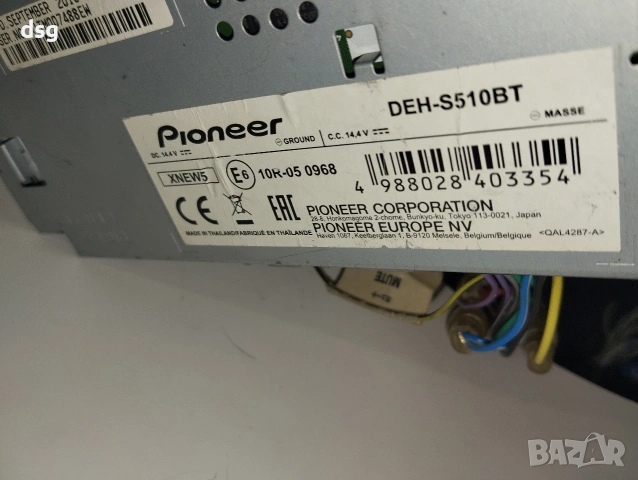 dsg
SEPTEMBER
Pioneer
DEH-S510BT
DC 14,4 V
GROUND
C.C. 14,4 V
MASSE
XNEW5
E6
10R-05 0968
4 988028 403354
CE
EAC
PIONEER CORPORATION
28-8, Honkomagome 2-chome, Bunkyo-ku, Tokyo 113-0021, Japan
PIONEER EUROPE NV
Haven 1087, Keetberglaan 1, B-9120 Melsele, Belgium/Belgique
<QAL4287-A>
MADE IN THAILAND/FABRIQUÉ EN THAÏLANDE
MUTE
BAZAR